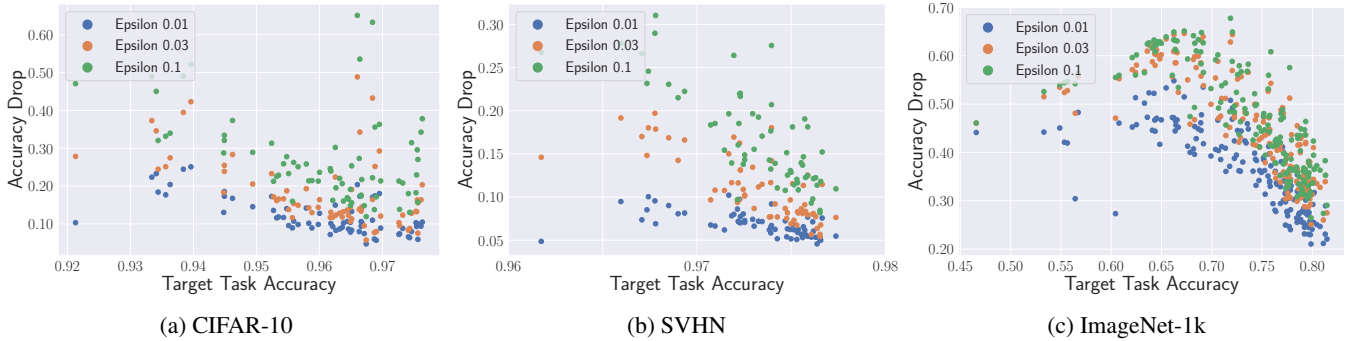 0.60
0.50
0.40
0.30
0.20
0.10
Accuracy Drop
Epsilon 0.01
Epsilon 0.03
Epsilon 0.1
0.92
0.93
0.94
0.95
0.96
0.97
Target Task Accuracy
(a) CIFAR-10
0.30
0.25
0.20
0.15
0.10
0.05
Accuracy Drop
Epsilon 0.01
Epsilon 0.03
Epsilon 0.1
0.96
0.97
0.98
Target Task Accuracy
(b) SVHN
0.70
0.60
0.50
0.40
0.30
0.20
Accuracy Drop
Epsilon 0.01
Epsilon 0.03
Epsilon 0.1
0.45
0.50
0.55
0.60
0.65
0.70
0.75
0.80
Target Task Accuracy
(c) ImageNet-1k